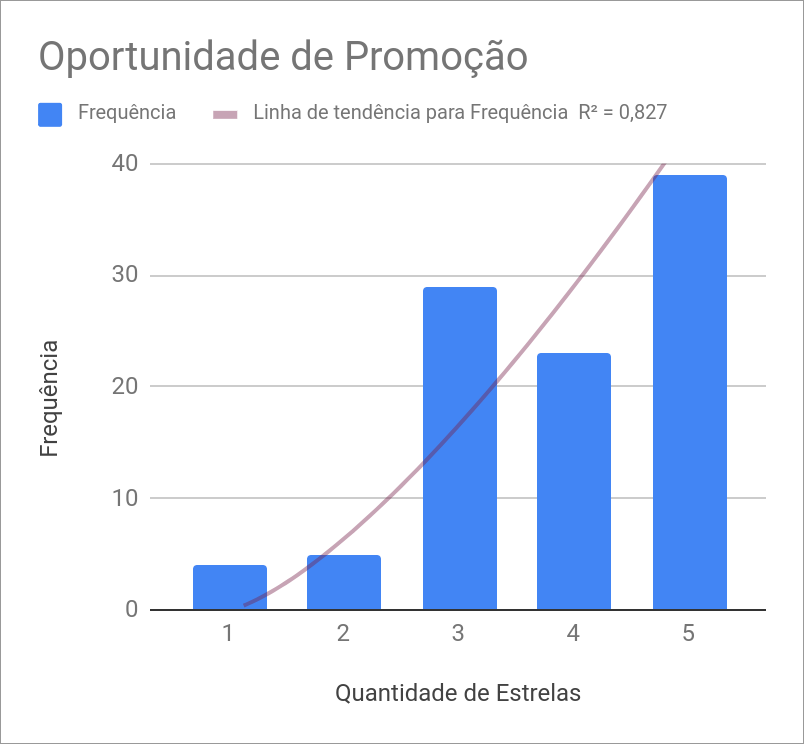 Oportunidade de Promoção
Frequência Linha de tendência para Frequência R² = 0,827
40
30
20
10
0
Frequência
1 2 3 4 5
Quantidade de Estrelas